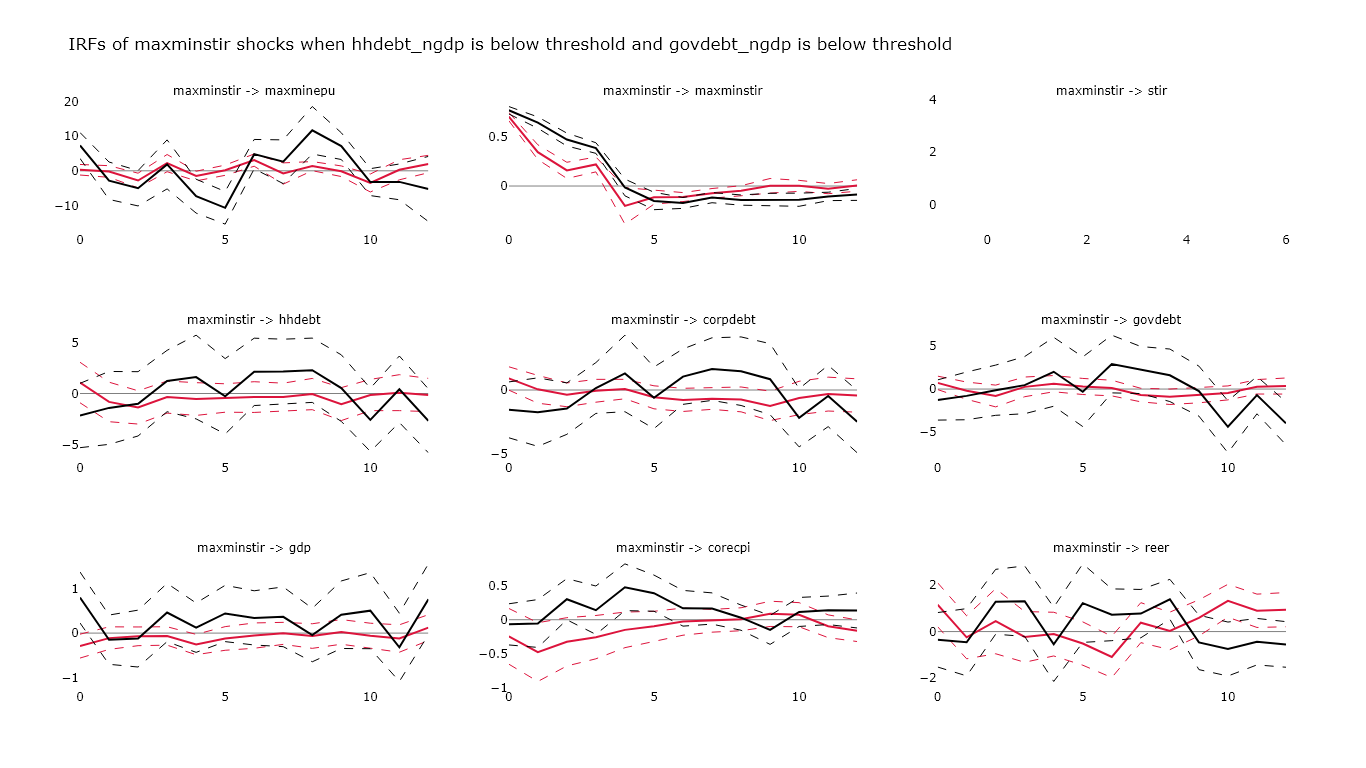 IRFs of maxminstir shocks when hhdebt_ngdp is below threshold and govdebt_ngdp is below threshold
maxminstir -> maxminepu
20
10
0
−10
0 5 10
maxminstir -> maxminstir
0.5
0
0 5 10
maxminstir -> stir
4
2
0
0 2 4 6
maxminstir -> hhdebt
5
0
−5
0 5 10
maxminstir -> corpdebt
0
−5
0 5 10
maxminstir -> govdebt
5
0
−5
0 5 10
maxminstir -> gdp
1
0
−1
0 5 10
maxminstir -> corecpi
0.5
0
−0.5
−1
0 5 10
maxminstir -> reer
2
0
−2
0 5 10